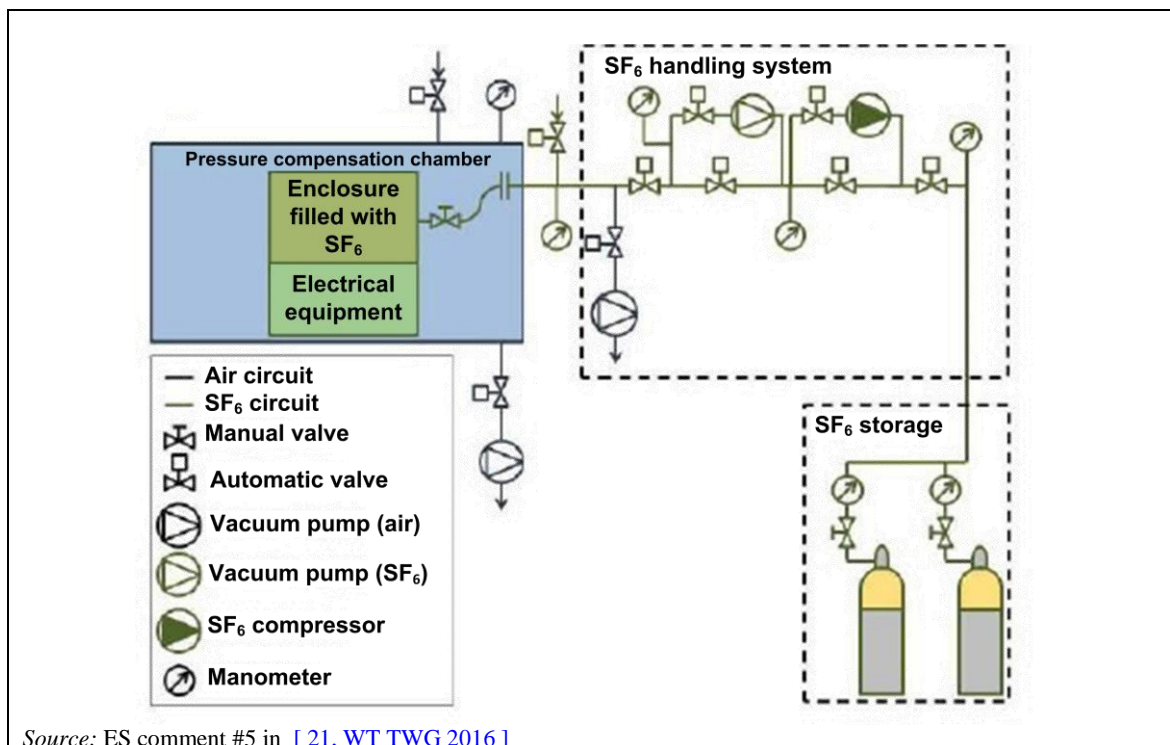 SF₆ handling system
Pressure compensation chamber
Enclosure
filled with
SF₆
Electrical
equipment
Air circuit
SF₆ circuit
Manual valve
Automatic valve
Vacuum pump (air)
Vacuum pump (SF₆)
SF₆ compressor
Manometer
SF₆ storage
Source: ES comment #5 in [ 21, WT TWG 2016 ]